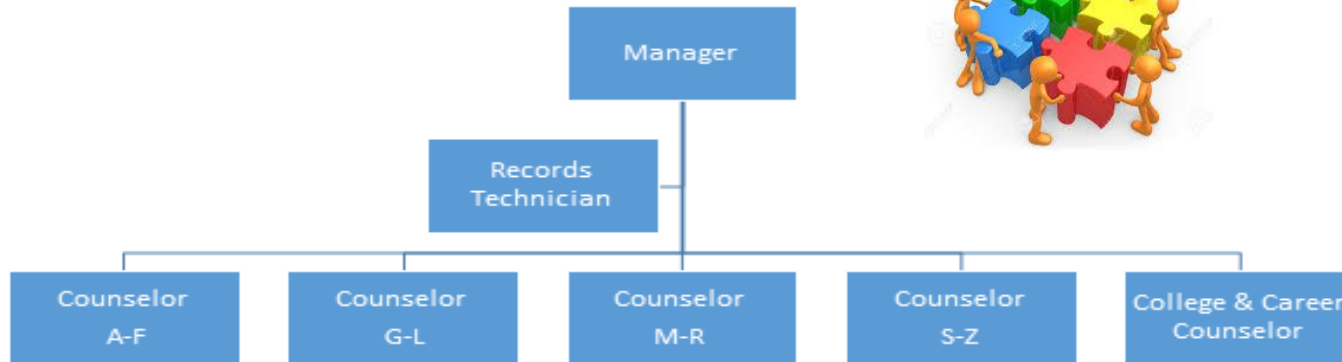 Manager
Records
Technician
Counselor
A-F
Counselor
G-L
Counselor
M-R
Counselor
S-Z
College & Career
Counselor